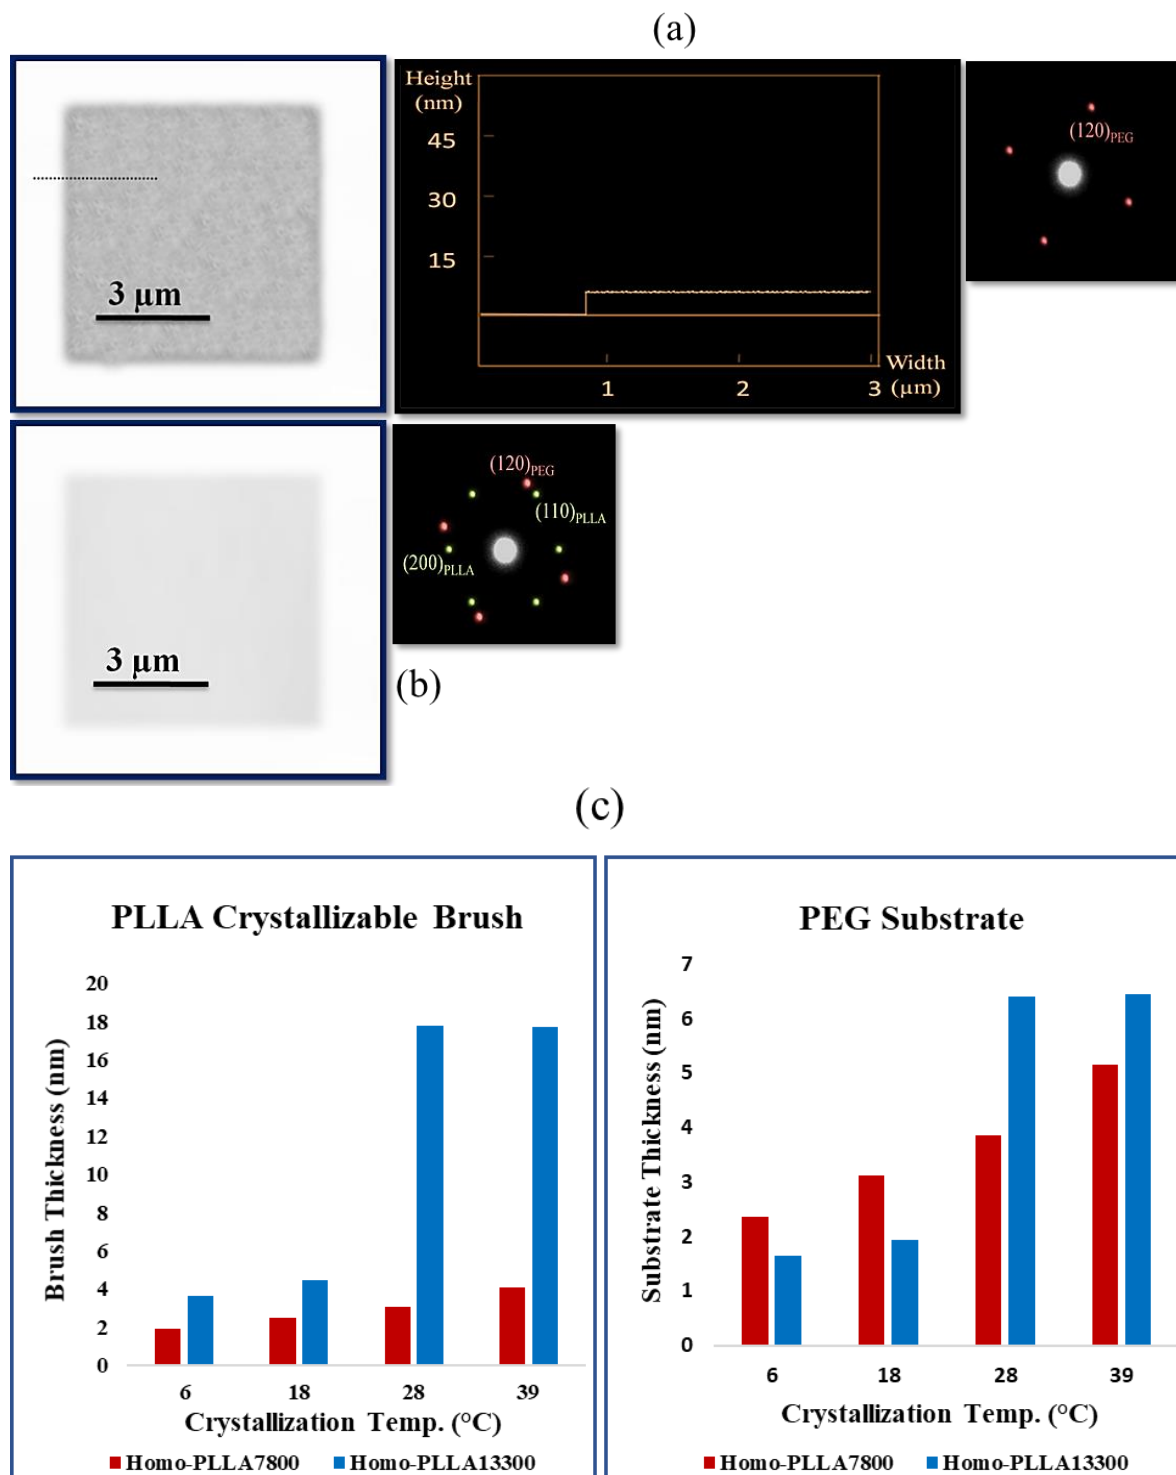 (a)
3 µm
Height
(nm)
45
30
15
1
2
3
Width
(µm)
(120)PEG
3 µm
(120)PEG
(110)PLLA
(200)PLLA
(b)
(c)
PLLA Crystallizable Brush
Brush Thickness (nm)
20
18
16
14
12
10
8
6
4
2
0
6 18 28 39
Crystallization Temp. (°C)
Homo-PLLA7800 Homo-PLLA13300
PEG Substrate
Substrate Thickness (nm)
7
6
5
4
3
2
1
0
6 18 28 39
Crystallization Temp. (°C)
Homo-PLLA7800 Homo-PLLA13300